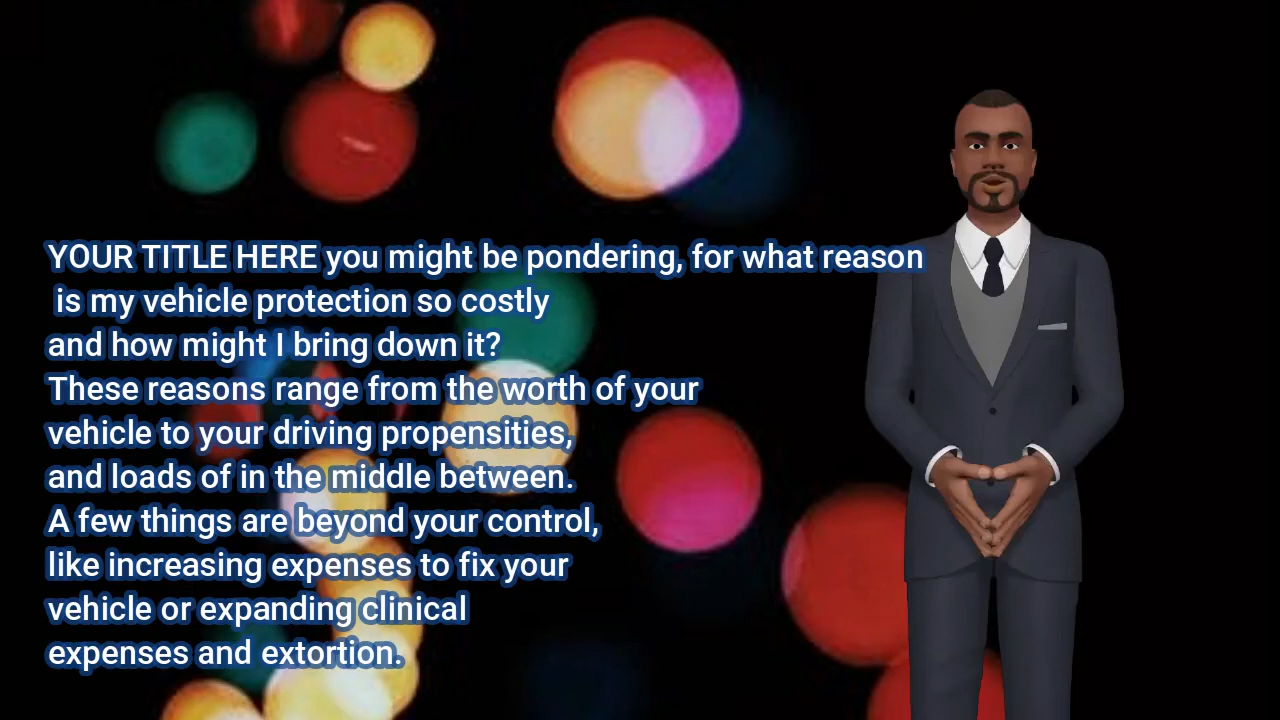 YOUR TITLE HERE you might be pondering, for what reason
is my vehicle protection so costly
and how might I bring down it?
These reasons range from the worth of your
vehicle to your driving propensities,
and loads of in the middle between.
A few things are beyond your control,
like increasing expenses to fix your
vehicle or expanding clinical
expenses and extortion.